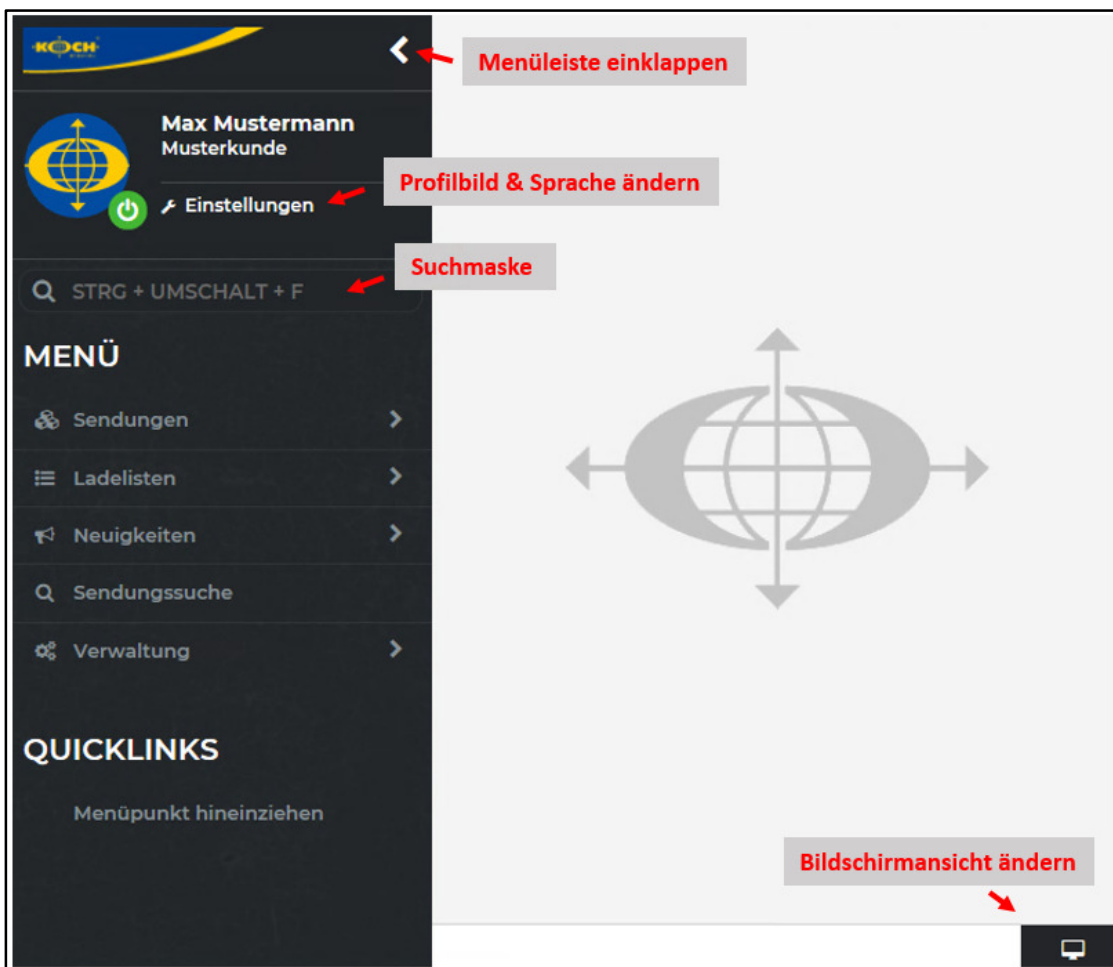 KOCH
Menüleiste einklappen
Max Mustermann
Musterkunde
Profilbild & Sprache ändern
Einstellungen
Suchmaske
STRG + UMSCHALT + F
MENÜ
Sendungen
Ladelisten
Neuigkeiten
Sendungssuche
Verwaltung
QUICKLINKS
Menüpunkt hineinziehen
Bildschirmansicht ändern